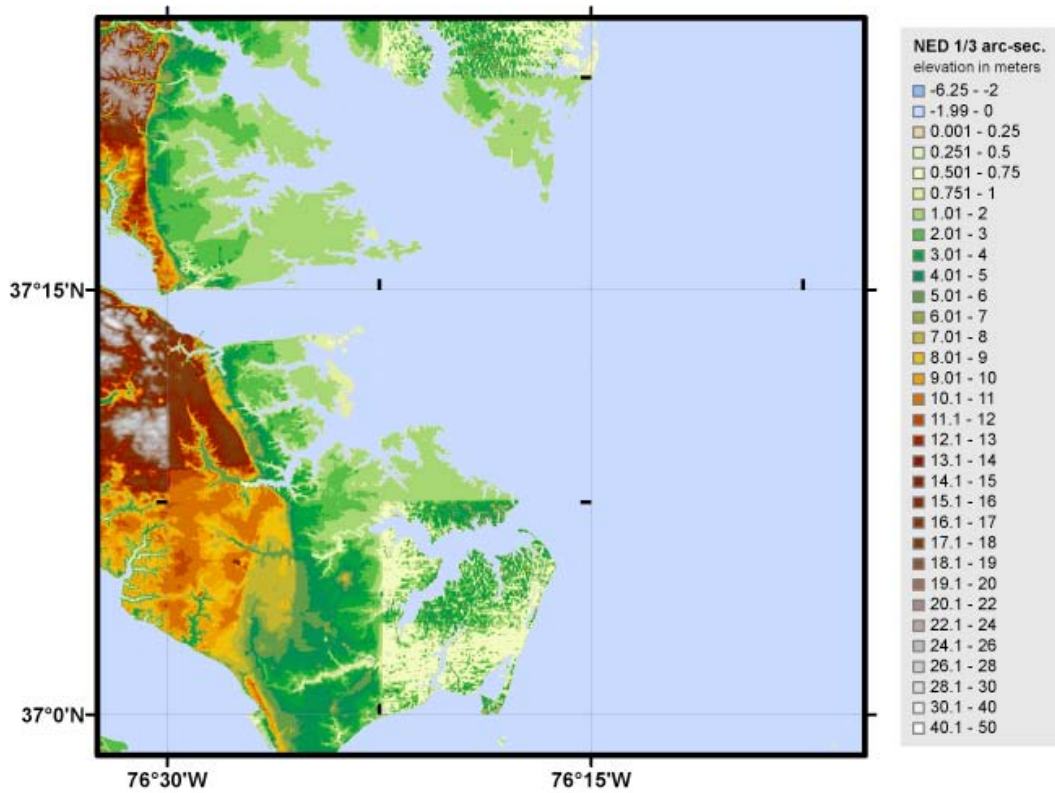 NED 1/3 arc-sec.
elevation in meters
-6.25 - -2
-1.99 - 0
0.001 - 0.25
0.251 - 0.5
0.501 - 0.75
0.751 - 1
1.01 - 2
2.01 - 3
3.01 - 4
4.01 - 5
5.01 - 6
6.01 - 7
7.01 - 8
8.01 - 9
9.01 - 10
10.1 - 11
11.1 - 12
12.1 - 13
13.1 - 14
14.1 - 15
15.1 - 16
16.1 - 17
17.1 - 18
18.1 - 19
19.1 - 20
20.1 - 22
22.1 - 24
24.1 - 26
26.1 - 28
28.1 - 30
30.1 - 40
40.1 - 50
37°15'N
37°0'N
76°30'W
76°15'W